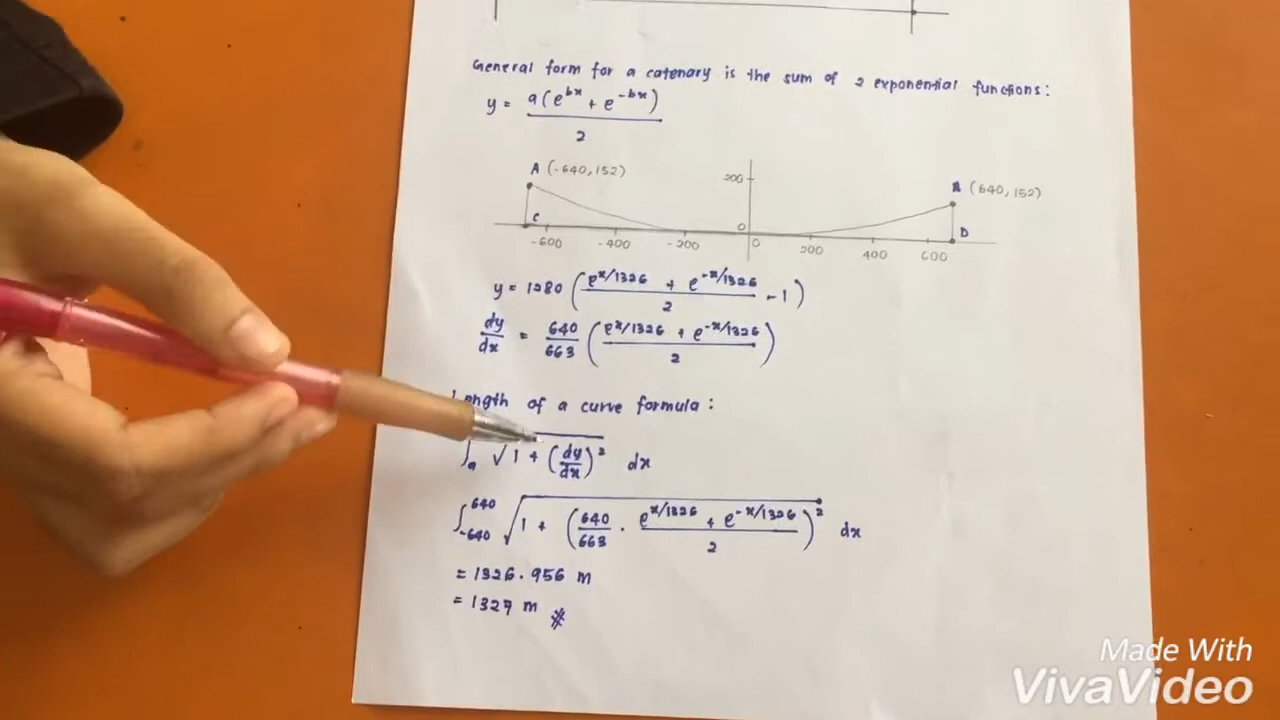 General form for a catenary is the sum of 2 exponential functions:
y = a(e^bx + e^-bx) / 2
A (-640, 152)
200
(640, 152)
C
0
D
-600 -400 -200 0 200 400 600
y = 1280 ( (e^x/1326 + e^-x/1326) / 2 - 1 )
dy/dx = 640/663 ( (e^x/1326 + e^-x/1326) / 2 )
Length of a curve formula:
∫a √(1 + (dy/dx)^2) dx
∫-640^640 √(1 + (640/663 · (e^x/1326 + e^-x/1326) / 2)^2) dx
= 1326.956 m
= 1327 m #
Made With
VivaVideo